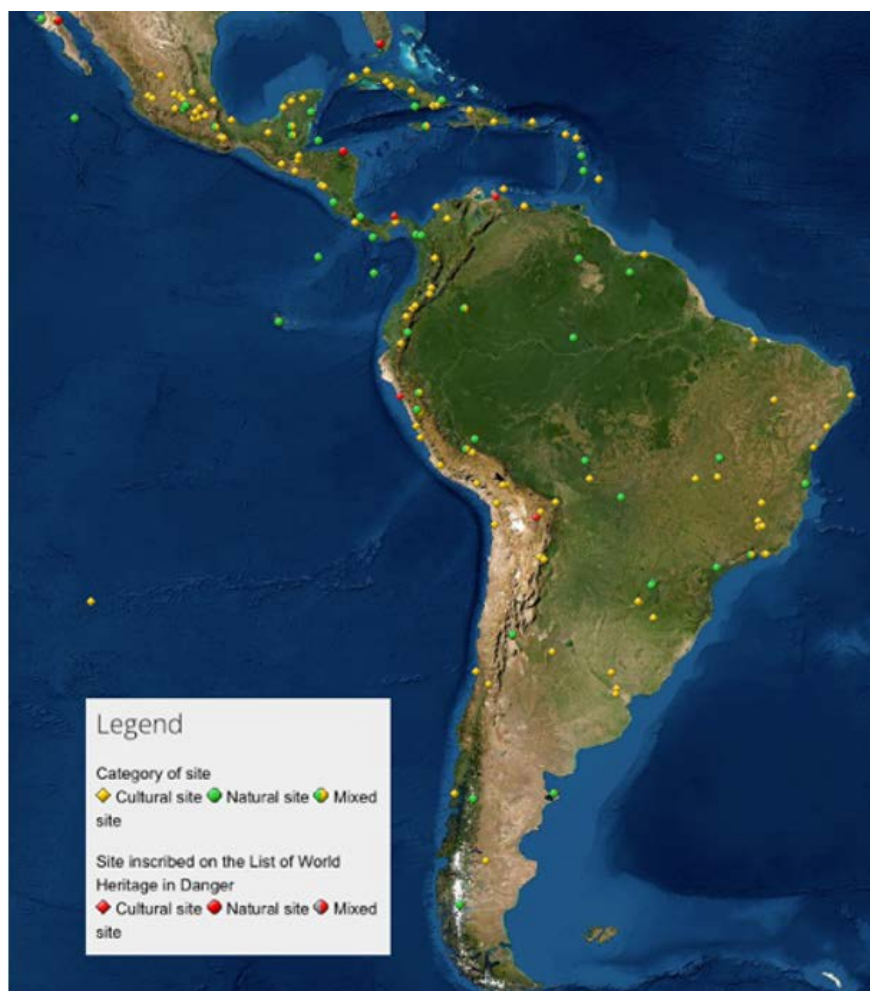 Legend
Category of site
Cultural site Natural site Mixed
site
Site inscribed on the List of World
Heritage in Danger
Cultural site Natural site Mixed
site